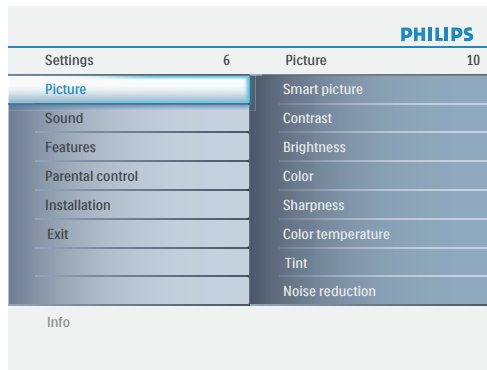 PHILIPS
Settings 6 Picture 10
Picture Smart picture
Sound Contrast
Features Brightness
Parental control Color
Installation Sharpness
Exit Color temperature
Tint
Noise reduction
Info